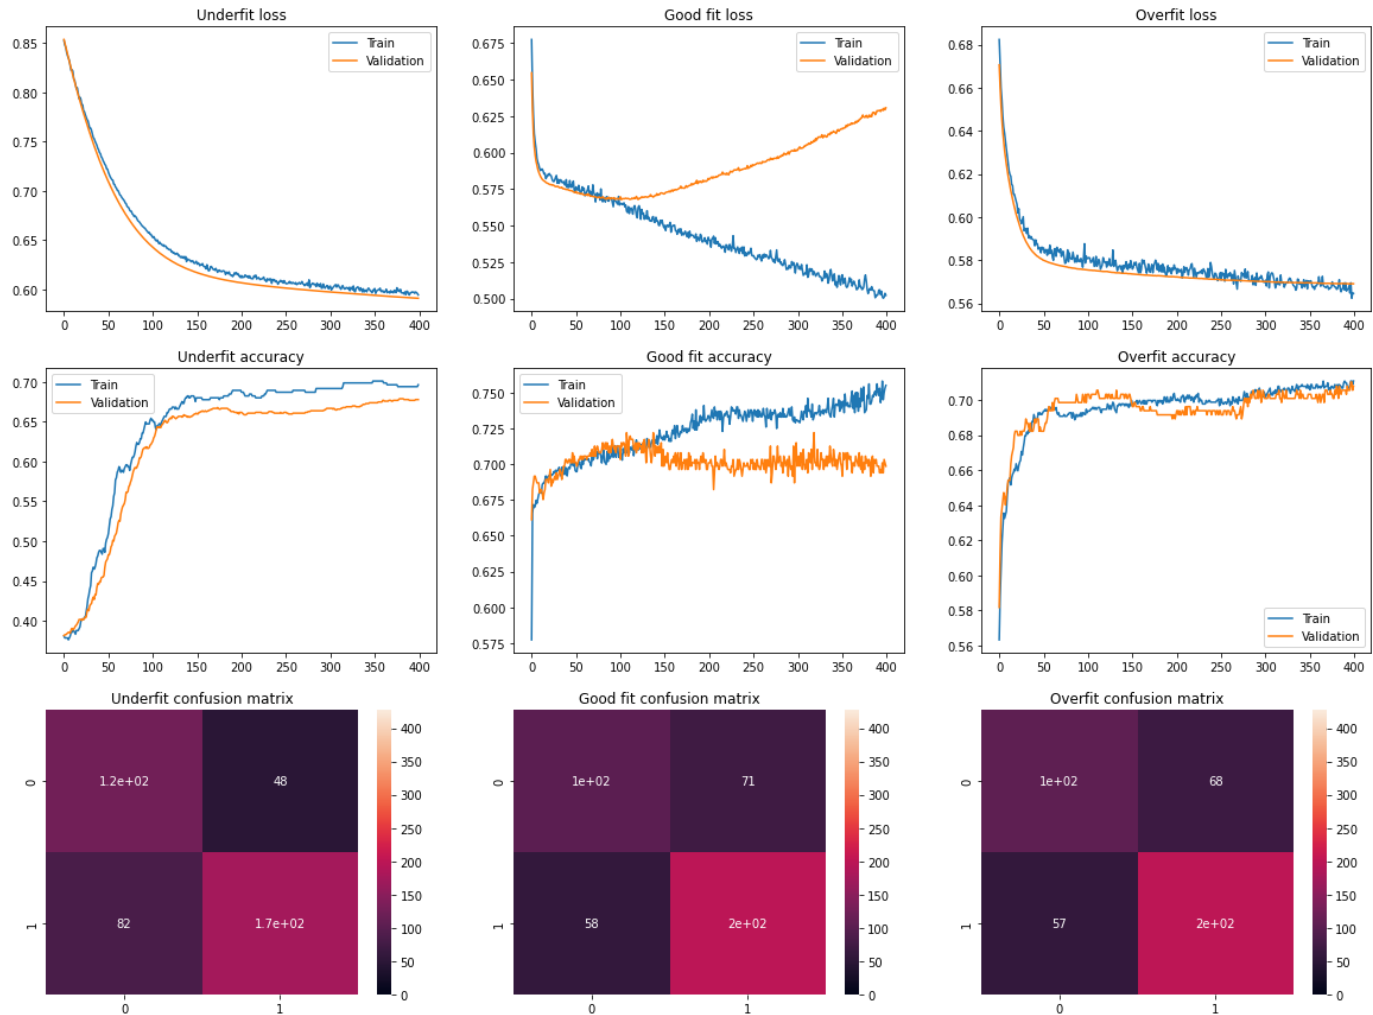 Underfit loss
Good fit loss
Overfit loss
0.85
0.80
0.75
0.70
0.65
0.60
Train
Validation
0 50 100 150 200 250 300 350 400
0.675
0.650
0.625
0.600
0.575
0.550
0.525
0.500
Train
Validation
0 50 100 150 200 250 300 350 400
0.68
0.66
0.64
0.62
0.60
0.58
0.56
Train
Validation
0 50 100 150 200 250 300 350 400
Underfit accuracy
Good fit accuracy
Overfit accuracy
0.70
0.65
0.60
0.55
0.50
0.45
0.40
Train
Validation
0 50 100 150 200 250 300 350 400
0.750
0.725
0.700
0.675
0.650
0.625
0.600
0.575
Train
Validation
0 50 100 150 200 250 300 350 400
0.70
0.68
0.66
0.64
0.62
0.60
0.58
0.56
Train
Validation
0 50 100 150 200 250 300 350 400
Underfit confusion matrix
Good fit confusion matrix
Overfit confusion matrix
0
1.2e+02 48
1
82 1.7e+02
0 1
400
350
300
250
200
150
100
50
0
0
1e+02 71
1
58 2e+02
0 1
400
350
300
250
200
150
100
50
0
0
1e+02 68
1
57 2e+02
0 1
400
350
300
250
200
150
100
50
0